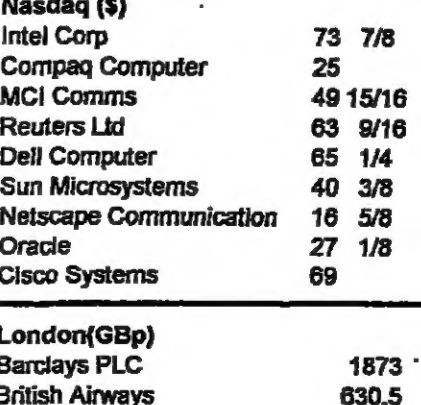 Nasdaq ($)
Intel Corp 73 7/8
Compaq Computer 25
MCI Comms 49 15/16
Reuters Ltd 63 9/16
Dell Computer 65 1/4
Sun Microsystems 40 3/8
Netscape Communication 16 5/8
Oracle 27 1/8
Cisco Systems 69
London(GBp)
Barclays PLC 1873
British Airways 630.5